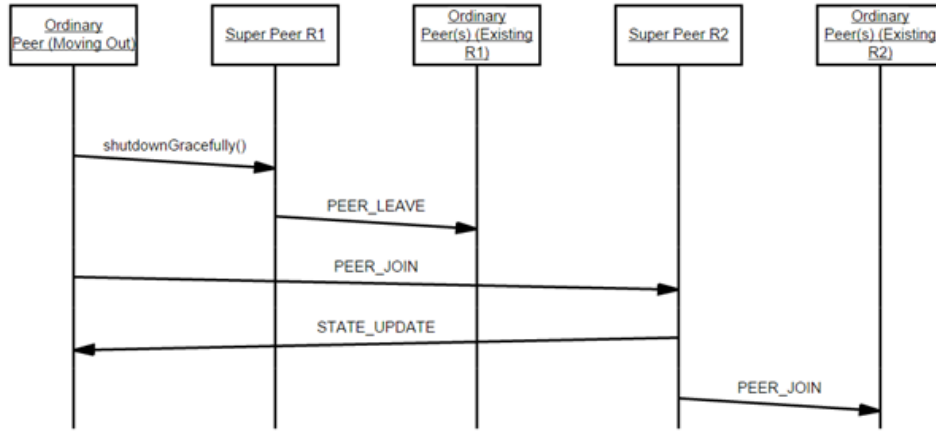 Ordinary
Peer (Moving Out)
Super Peer R1
Ordinary
Peer(s) (Existing
R1)
Super Peer R2
Ordinary
Peer(s) (Existing
R2)
shutdownGracefully()
PEER_LEAVE
PEER_JOIN
STATE_UPDATE
PEER_JOIN